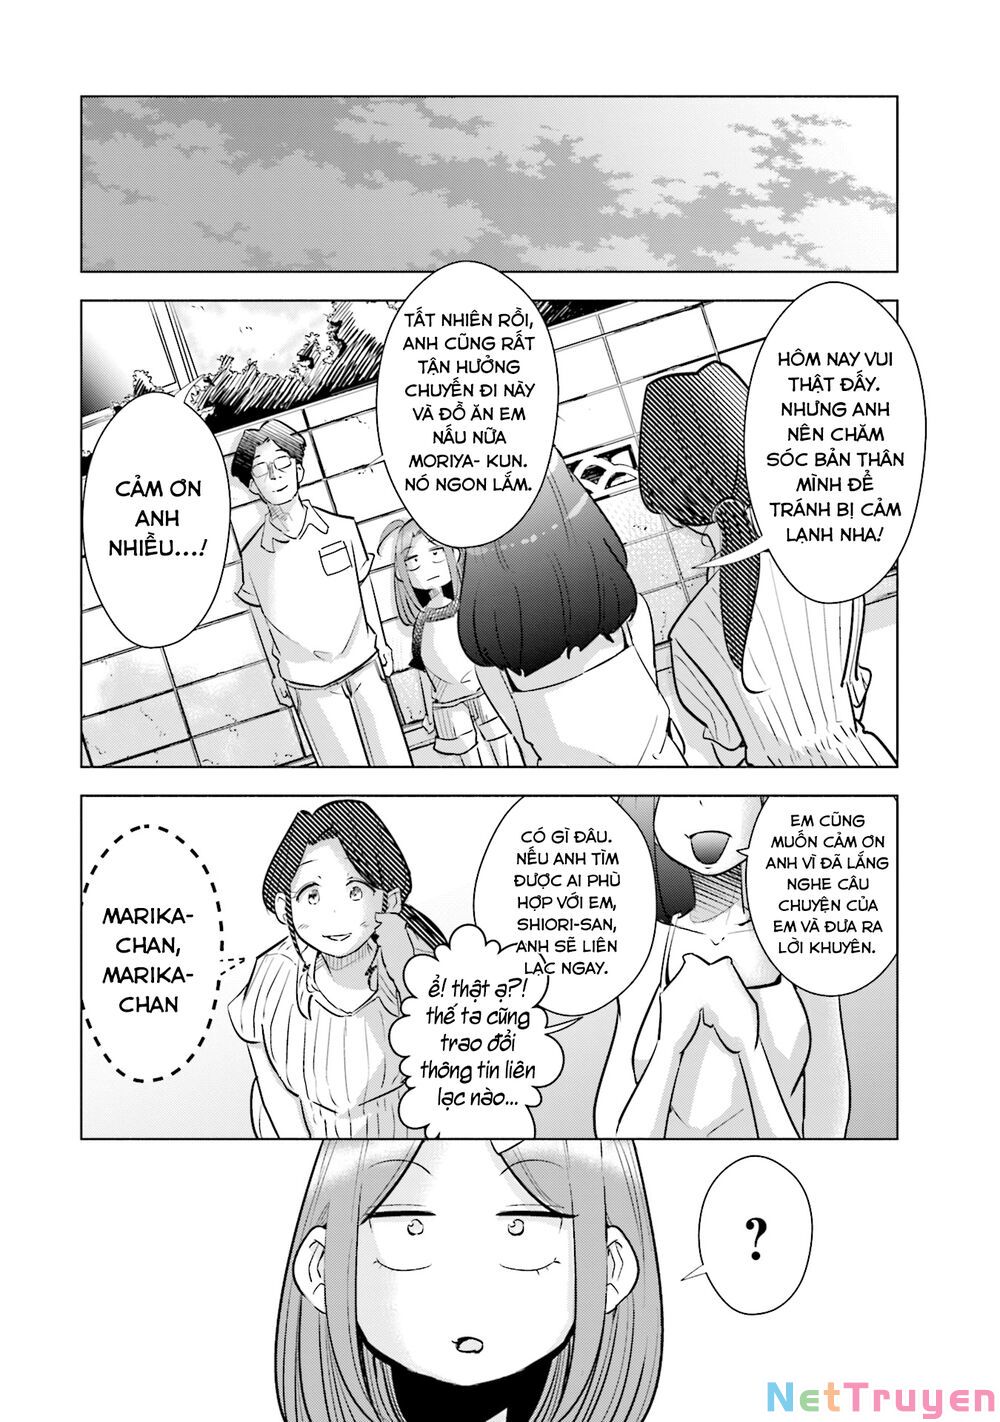 HÔM NAY VUI
THẬT ĐẤY.
NHƯNG ANH
NÊN CHĂM
SÓC BẢN THÂN
MÌNH ĐỂ
TRÁNH BỊ CẢM
LẠNH NHA!
TẤT NHIÊN RỒI,
ANH CŨNG RẤT
TẬN HƯỞNG
CHUYẾN ĐI NÀY
VÀ ĐỒ ĂN EM
NẤU NỮA
MORIYA- KUN.
NÓ NGON LẮM.
CẢM ƠN
ANH
NHIỀU...!
EM CŨNG
MUỐN CẢM ƠN
ANH VÌ ĐÃ LẮNG
NGHE CÂU
CHUYỆN CỦA
EM VÀ ĐƯA RA
LỜI KHUYÊN.
CÓ GÌ ĐÂU.
NẾU ANH TÌM
ĐƯỢC AI PHÙ
HỢP VỚI EM,
SHIORI-SAN,
ANH SẼ LIÊN
LẠC NGAY.
ể! thật ạ?!
thế ta cũng
trao đổi
thông tin liên
lạc nào...
MARIKA-
CHAN,
MARIKA-
CHAN
?
NetTruyen